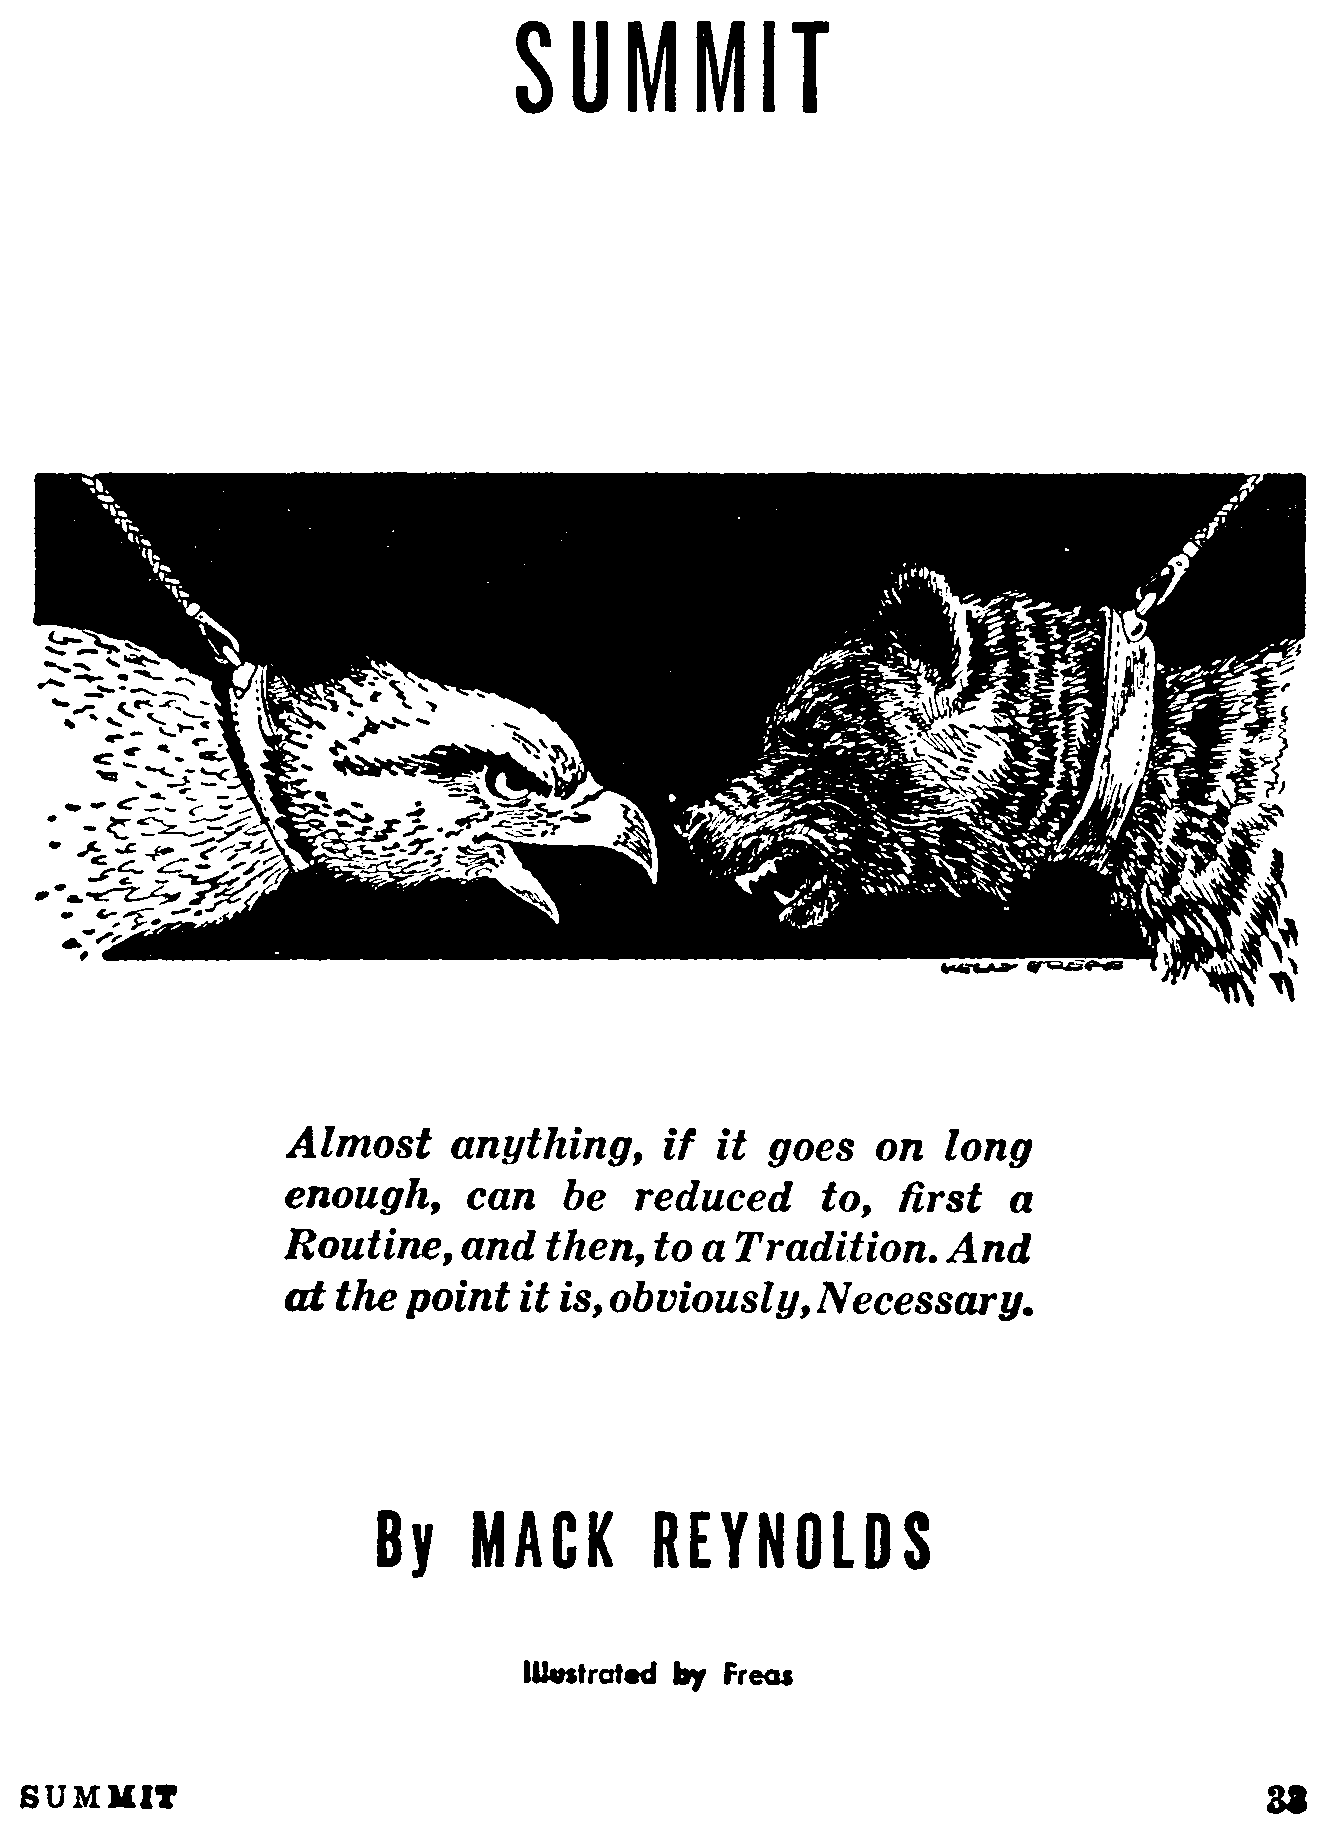 SUMMIT
Almost anything, if it goes on long
enough, can be reduced to, first a
Routine, and then, to a Tradition. And
at the point it is, obviously, Necessary.
By MACK REYNOLDS
Illustrated by Freas
SUMMIT